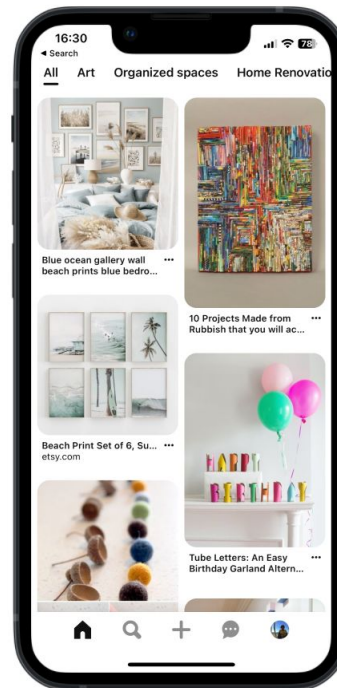 16:30
78
◀ Search
All Art Organized spaces Home Renovatio
Blue ocean gallery wall
beach prints blue bedro...
10 Projects Made from
Rubbish that you will ac...
Beach Print Set of 6, Su...
etsy.com
Tube Letters: An Easy
Birthday Garland Altern...